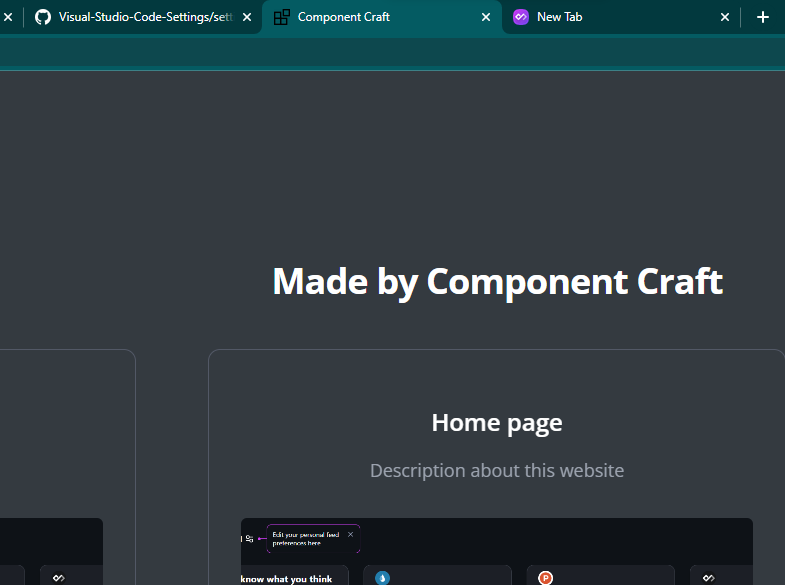 Visual-Studio-Code-Settings/sett
Component Craft
New Tab
Made by Component Craft
Home page
Description about this website
Edit your personal feed
preferences here
know what you think